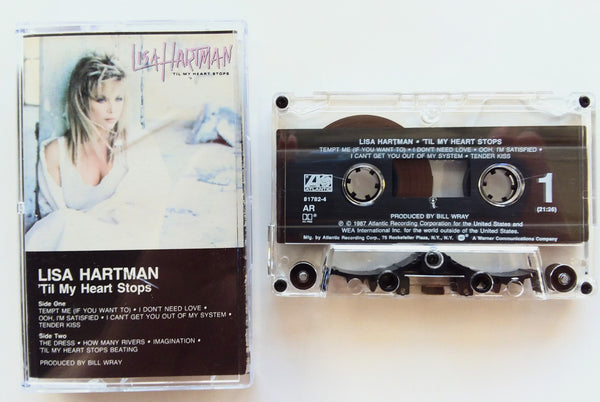 LISA HARTMAN
'TIL MY HEART STOPS
LISA HARTMAN
'Til My Heart Stops
Side One
TEMPT ME (IF YOU WANT TO) • I DON'T NEED LOVE •
OOH, I'M SATISFIED • I CAN'T GET YOU OUT OF MY SYSTEM •
TENDER KISS
Side Two
THE DRESS • HOW MANY RIVERS • IMAGINATION •
'TIL MY HEART STOPS BEATING
PRODUCED BY BILL WRAY
LISA HARTMAN • 'TIL MY HEART STOPS
TEMPT ME (IF YOU WANT TO) • I DON'T NEED LOVE • OOH, I'M SATISFIED •
I CAN'T GET YOU OUT OF MY SYSTEM • TENDER KISS
ATLANTIC
81782-4
AR
1
(21:26)
PRODUCED BY BILL WRAY
℗ © 1987 Atlantic Recording Corporation for the United States and
WEA International Inc. for the world outside of the United States.
Mfg. by Atlantic Recording Corp., 75 Rockefeller Plaza, N.Y., N.Y. A Warner Communications Company